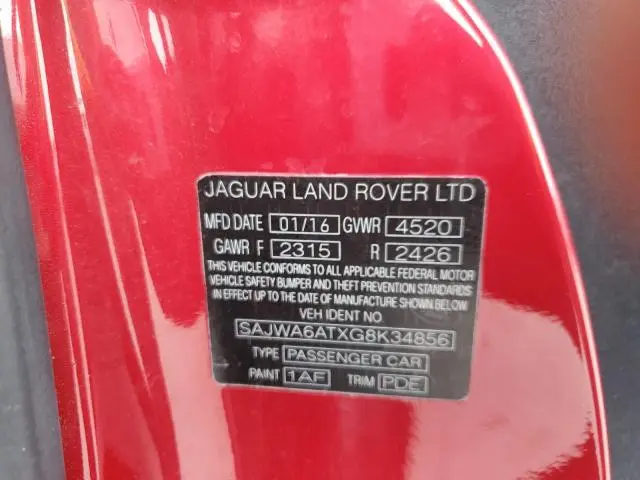 JAGUAR LAND ROVER LTD
MFD DATE 01/16 GVWR 4520
GAWR F 2315 R 2426
THIS VEHICLE CONFORMS TO ALL APPLICABLE FEDERAL MOTOR
VEHICLE SAFETY BUMPER AND THEFT PREVENTION STANDARDS
IN EFFECT UP TO THE DATE OF MANUFACTURE SHOWN ABOVE
VEH IDENT NO.
SAJWA6ATXG8K34856
TYPE PASSENGER CAR
PAINT 1AF TRIM PDE